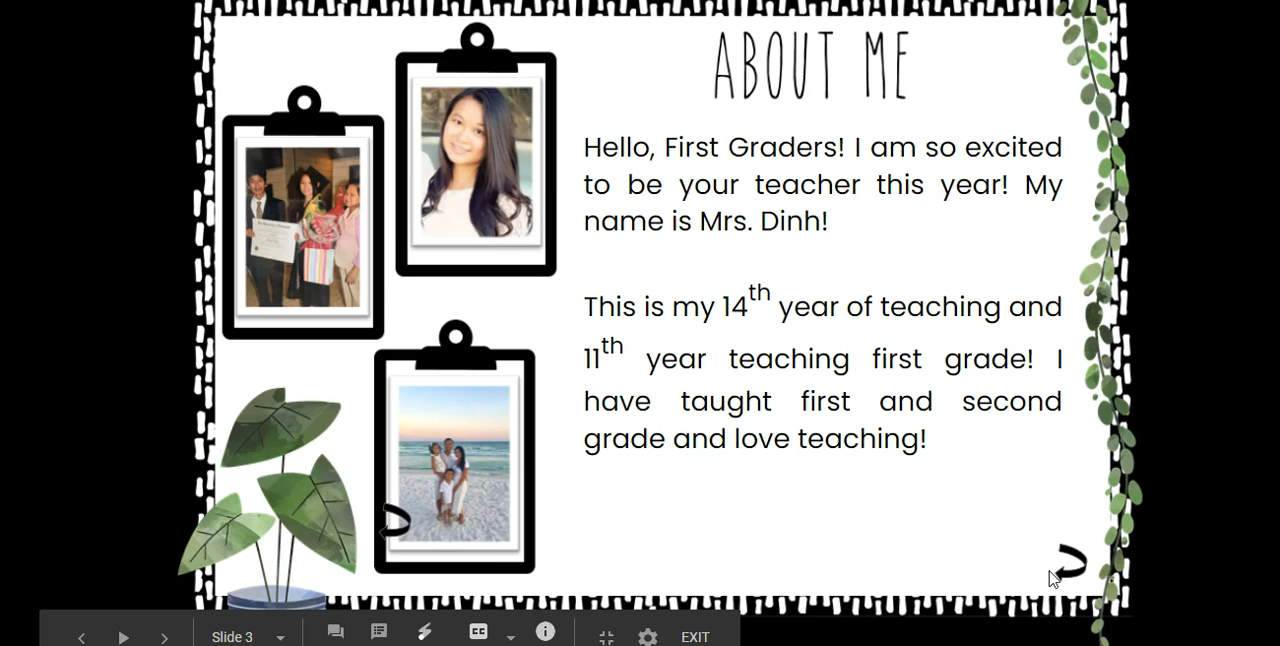 ABOUT ME
Hello, First Graders! I am so excited
to be your teacher this year! My
name is Mrs. Dinh!
This is my 14th year of teaching and
11th year teaching first grade! I
have taught first and second
grade and love teaching!
Slide 3
CC
EXIT